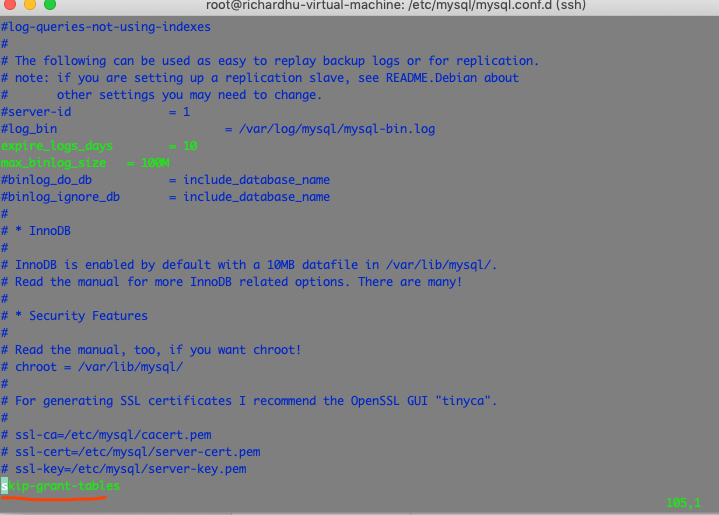 root@richardhu-virtual-machine: /etc/mysql/mysql.conf.d (ssh)
#log-queries-not-using-indexes
#
# The following can be used as easy to replay backup logs or for replication.
# note: if you are setting up a replication slave, see README.Debian about
#       other settings you may need to change.
#server-id              = 1
#log_bin                        = /var/log/mysql/mysql-bin.log
expire_logs_days        = 10
max_binlog_size   = 100M
#binlog_do_db           = include_database_name
#binlog_ignore_db       = include_database_name
#
# * InnoDB
#
# InnoDB is enabled by default with a 10MB datafile in /var/lib/mysql/.
# Read the manual for more InnoDB related options. There are many!
#
# * Security Features
#
# Read the manual, too, if you want chroot!
# chroot = /var/lib/mysql/
#
# For generating SSL certificates I recommend the OpenSSL GUI "tinyca".
#
# ssl-ca=/etc/mysql/cacert.pem
# ssl-cert=/etc/mysql/server-cert.pem
# ssl-key=/etc/mysql/server-key.pem
skip-grant-tables
105,1